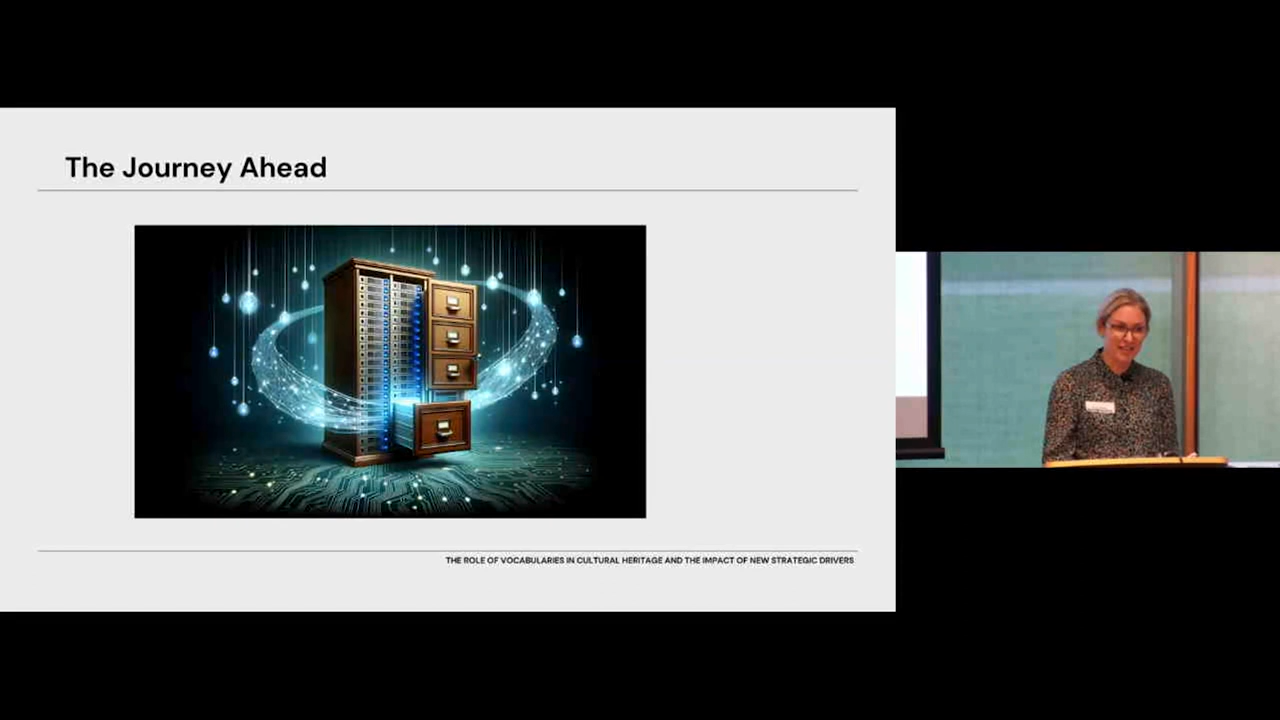 The Journey Ahead
THE ROLE OF VOCABULARIES IN CULTURAL HERITAGE AND THE IMPACT OF NEW STRATEGIC DRIVERS